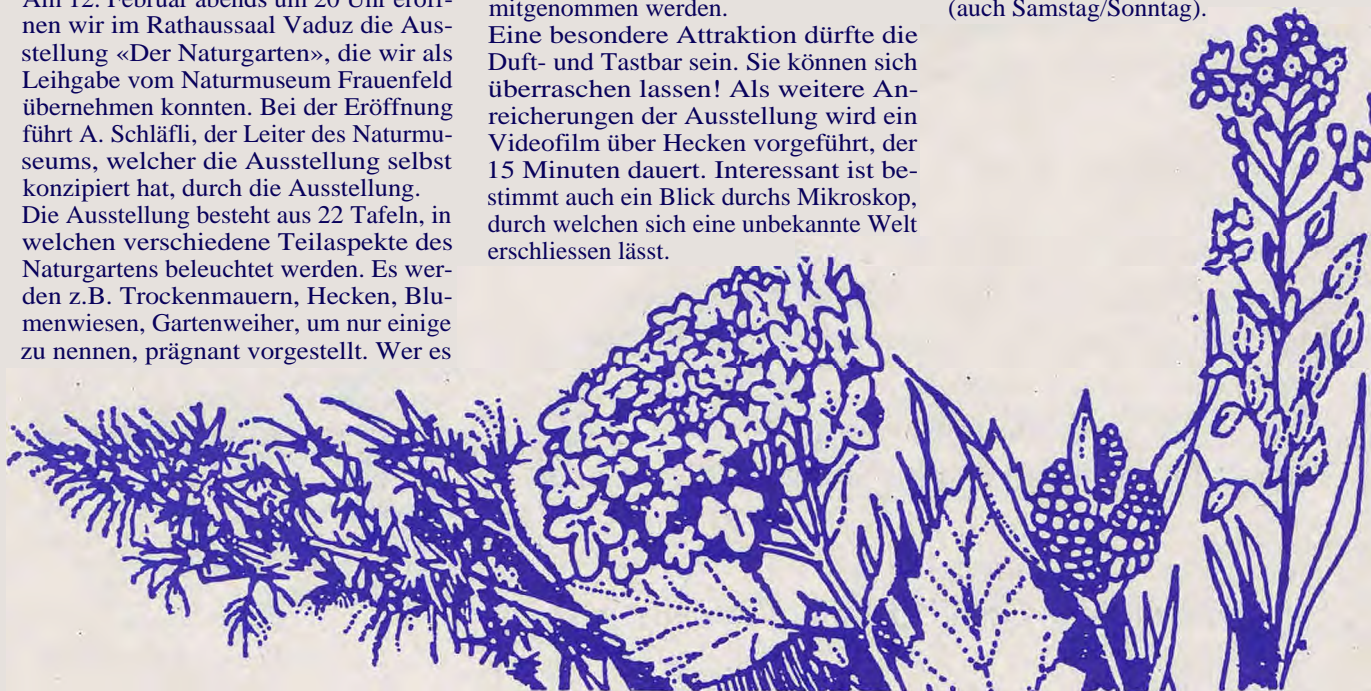 Am 12. Februar abends um 20 Uhr eröff-
nen wir im Rathaussaal Vaduz die Aus-
stellung «Der Naturgarten», die wir als
Leihgabe vom Naturmuseum Frauenfeld
übernehmen konnten. Bei der Eröffnung
führt A. Schläfli, der Leiter des Naturmu-
seums, welcher die Ausstellung selbst
konzipiert hat, durch die Ausstellung.
Die Ausstellung besteht aus 22 Tafeln, in
welchen verschiedene Teilaspekte des
Naturgartens beleuchtet werden. Es wer-
den z.B. Trockenmauern, Hecken, Blu-
menwiesen, Gartenweiher, um nur einige
zu nennen, prägnant vorgestellt. Wer es
mitgenommen werden.
Eine besondere Attraktion dürfte die
Duft- und Tastbar sein. Sie können sich
überraschen lassen! Als weitere An-
reicherungen der Ausstellung wird ein
Videofilm über Hecken vorgeführt, der
15 Minuten dauert. Interessant ist be-
stimmt auch ein Blick durchs Mikroskop,
durch welchen sich eine unbekannte Welt
erschliessen lässt.
(auch Samstag/Sonntag).